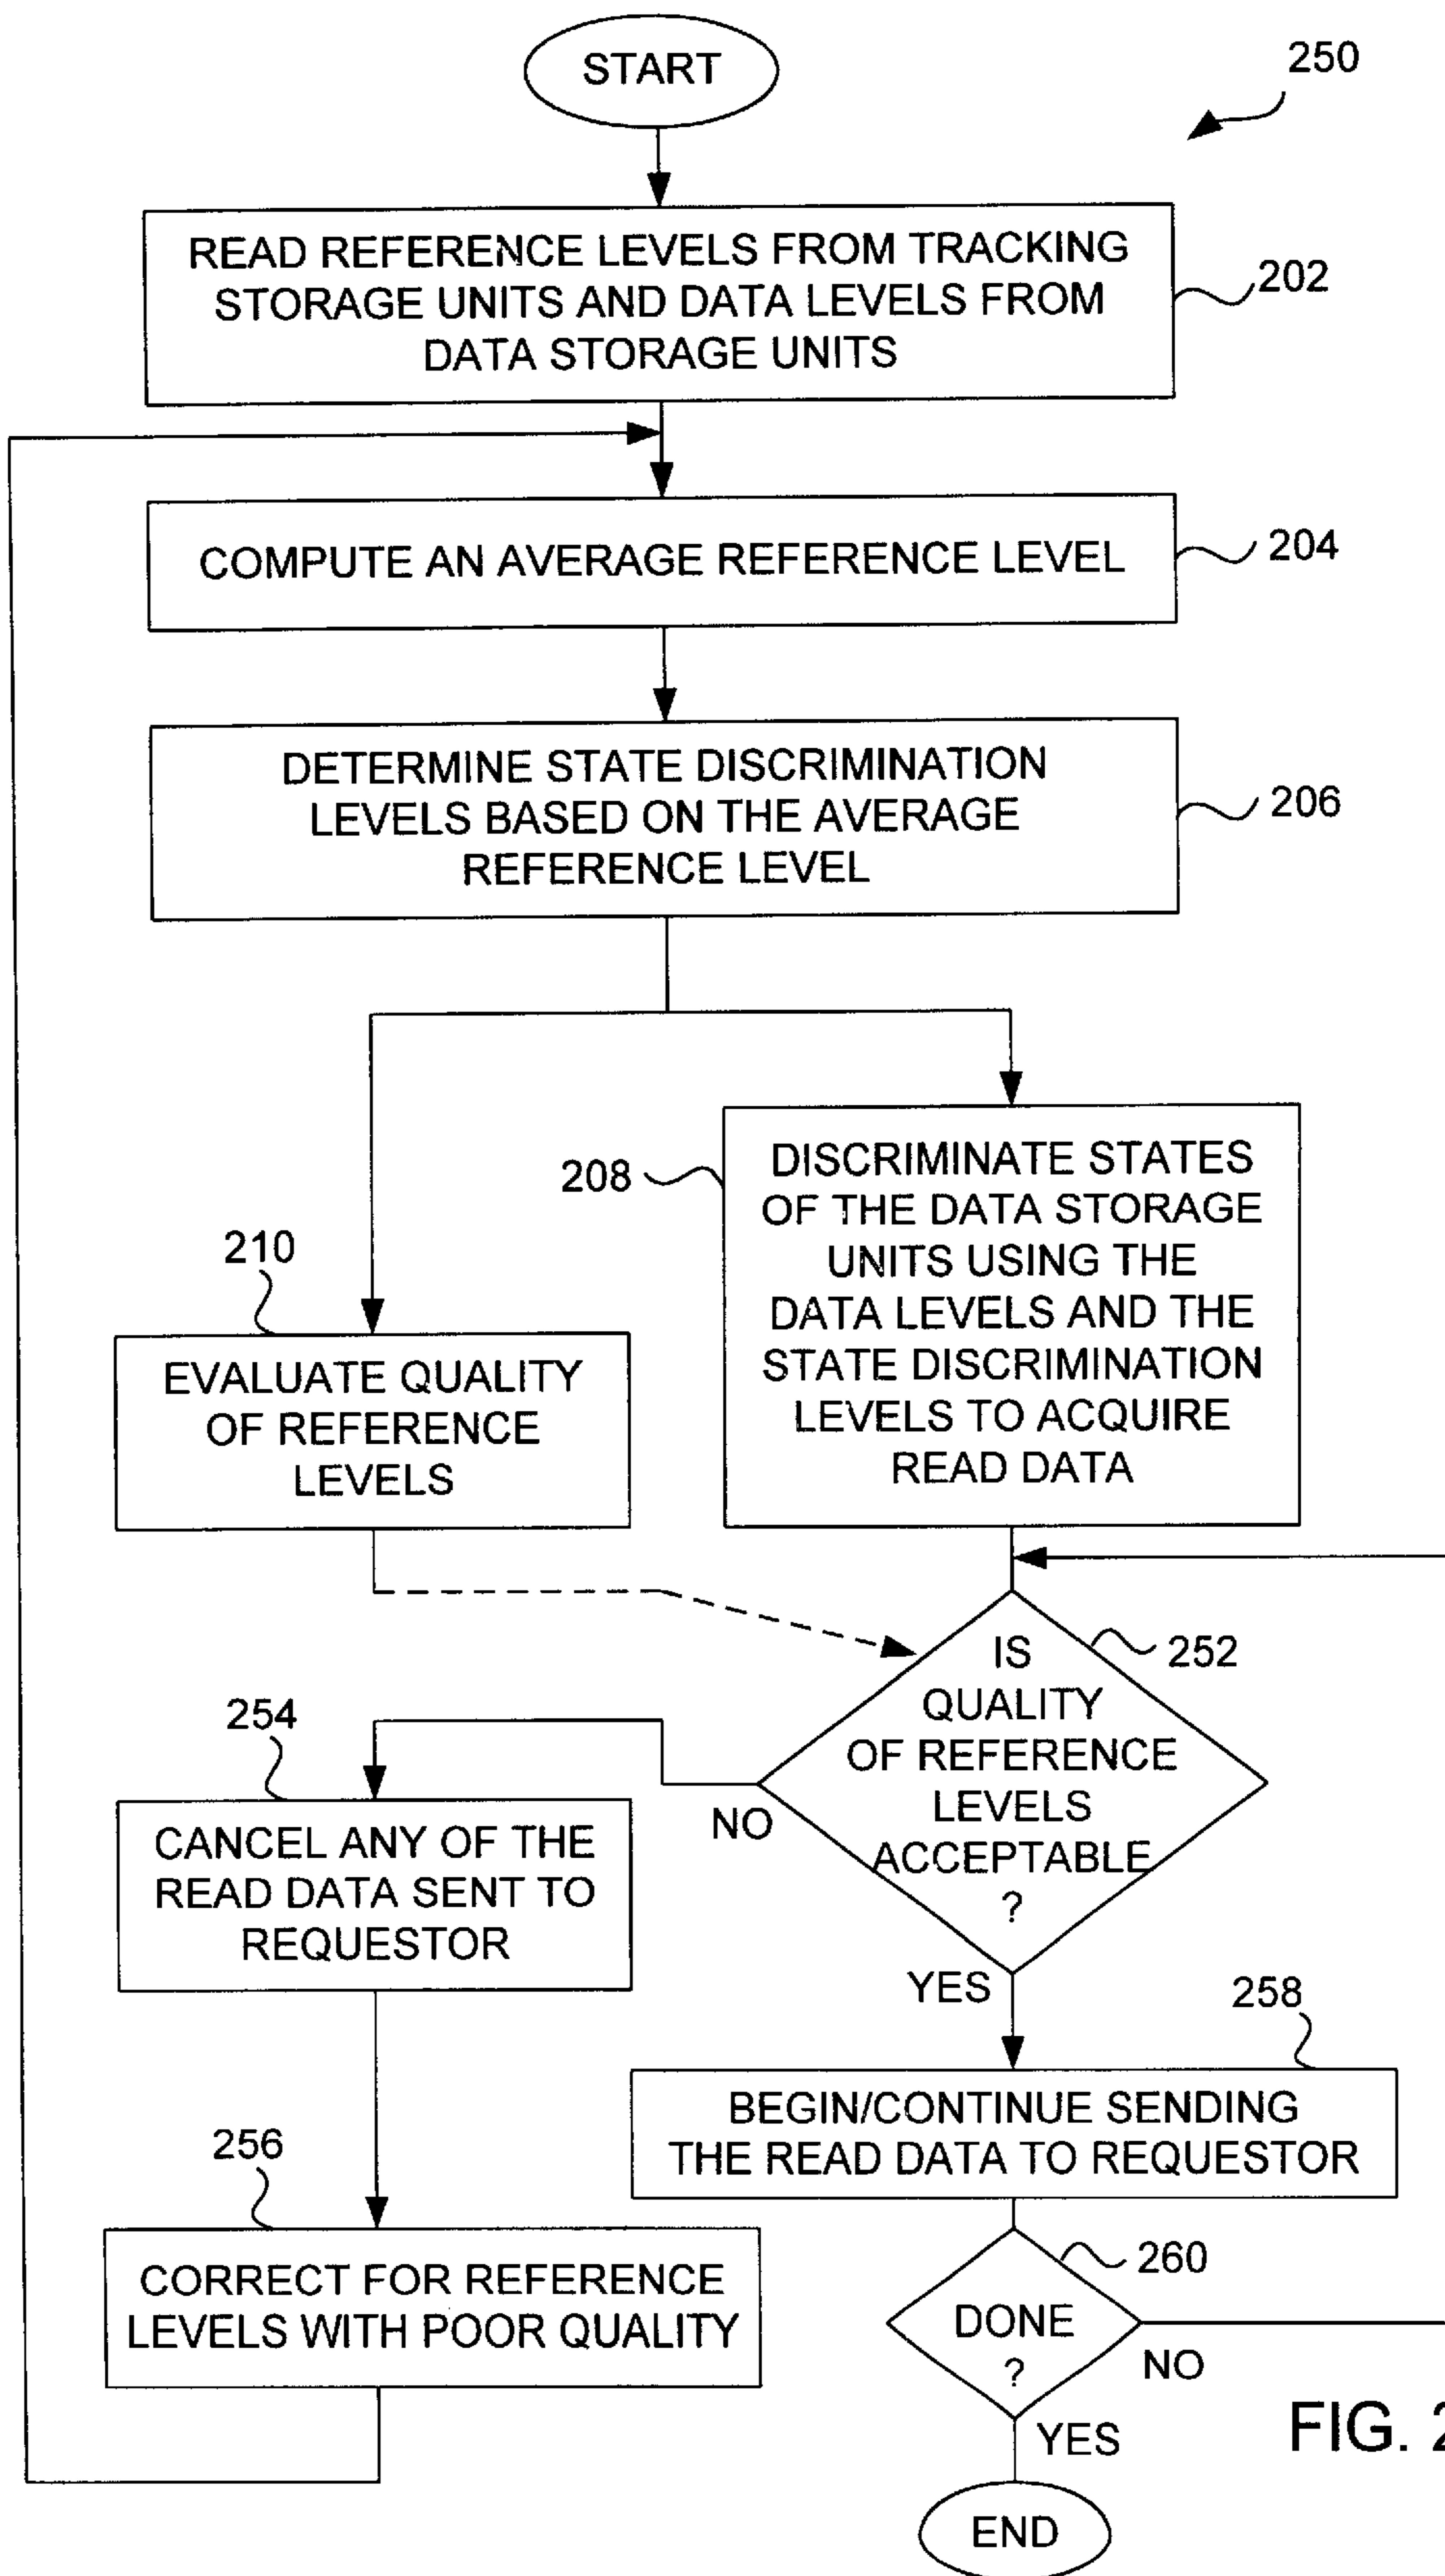 START
250
READ REFERENCE LEVELS FROM TRACKING
STORAGE UNITS AND DATA LEVELS FROM
DATA STORAGE UNITS
202
COMPUTE AN AVERAGE REFERENCE LEVEL
204
DETERMINE STATE DISCRIMINATION
LEVELS BASED ON THE AVERAGE
REFERENCE LEVEL
206
208
DISCRIMINATE STATES
OF THE DATA STORAGE
UNITS USING THE
DATA LEVELS AND THE
STATE DISCRIMINATION
LEVELS TO ACQUIRE
READ DATA
210
EVALUATE QUALITY
OF REFERENCE
LEVELS
252
IS
QUALITY
OF REFERENCE
LEVELS
ACCEPTABLE
?
NO
YES
254
CANCEL ANY OF THE
READ DATA SENT TO
REQUESTOR
256
CORRECT FOR REFERENCE
LEVELS WITH POOR QUALITY
258
BEGIN/CONTINUE SENDING
THE READ DATA TO REQUESTOR
260
DONE
?
NO
YES
END
FIG. 2